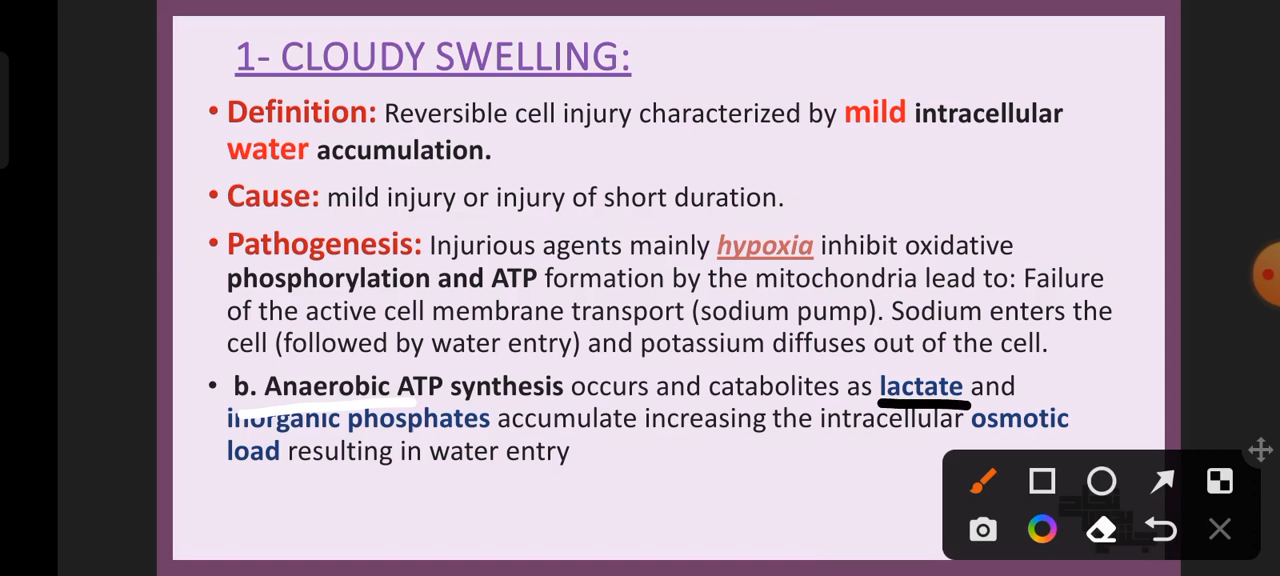 1- CLOUDY SWELLING:
• Definition: Reversible cell injury characterized by mild intracellular
water accumulation.
• Cause: mild injury or injury of short duration.
• Pathogenesis: Injurious agents mainly hypoxia inhibit oxidative
phosphorylation and ATP formation by the mitochondria lead to: Failure
of the active cell membrane transport (sodium pump). Sodium enters the
cell (followed by water entry) and potassium diffuses out of the cell.
• b. Anaerobic ATP synthesis occurs and catabolites as lactate and
inorganic phosphates accumulate increasing the intracellular osmotic
load resulting in water entry